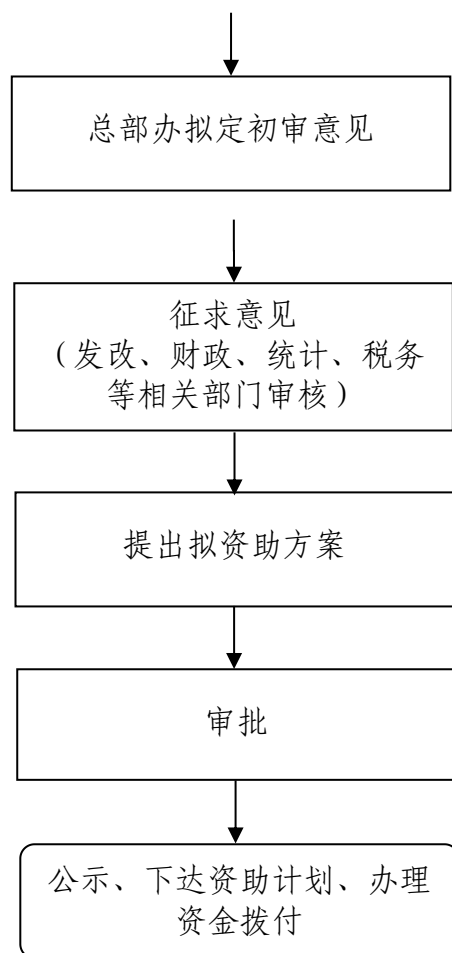 总部办拟定初审意见
征求意见
（发改、财政、统计、税务
等相关部门审核）
提出拟资助方案
审批
公示、下达资助计划、办理
资金拨付